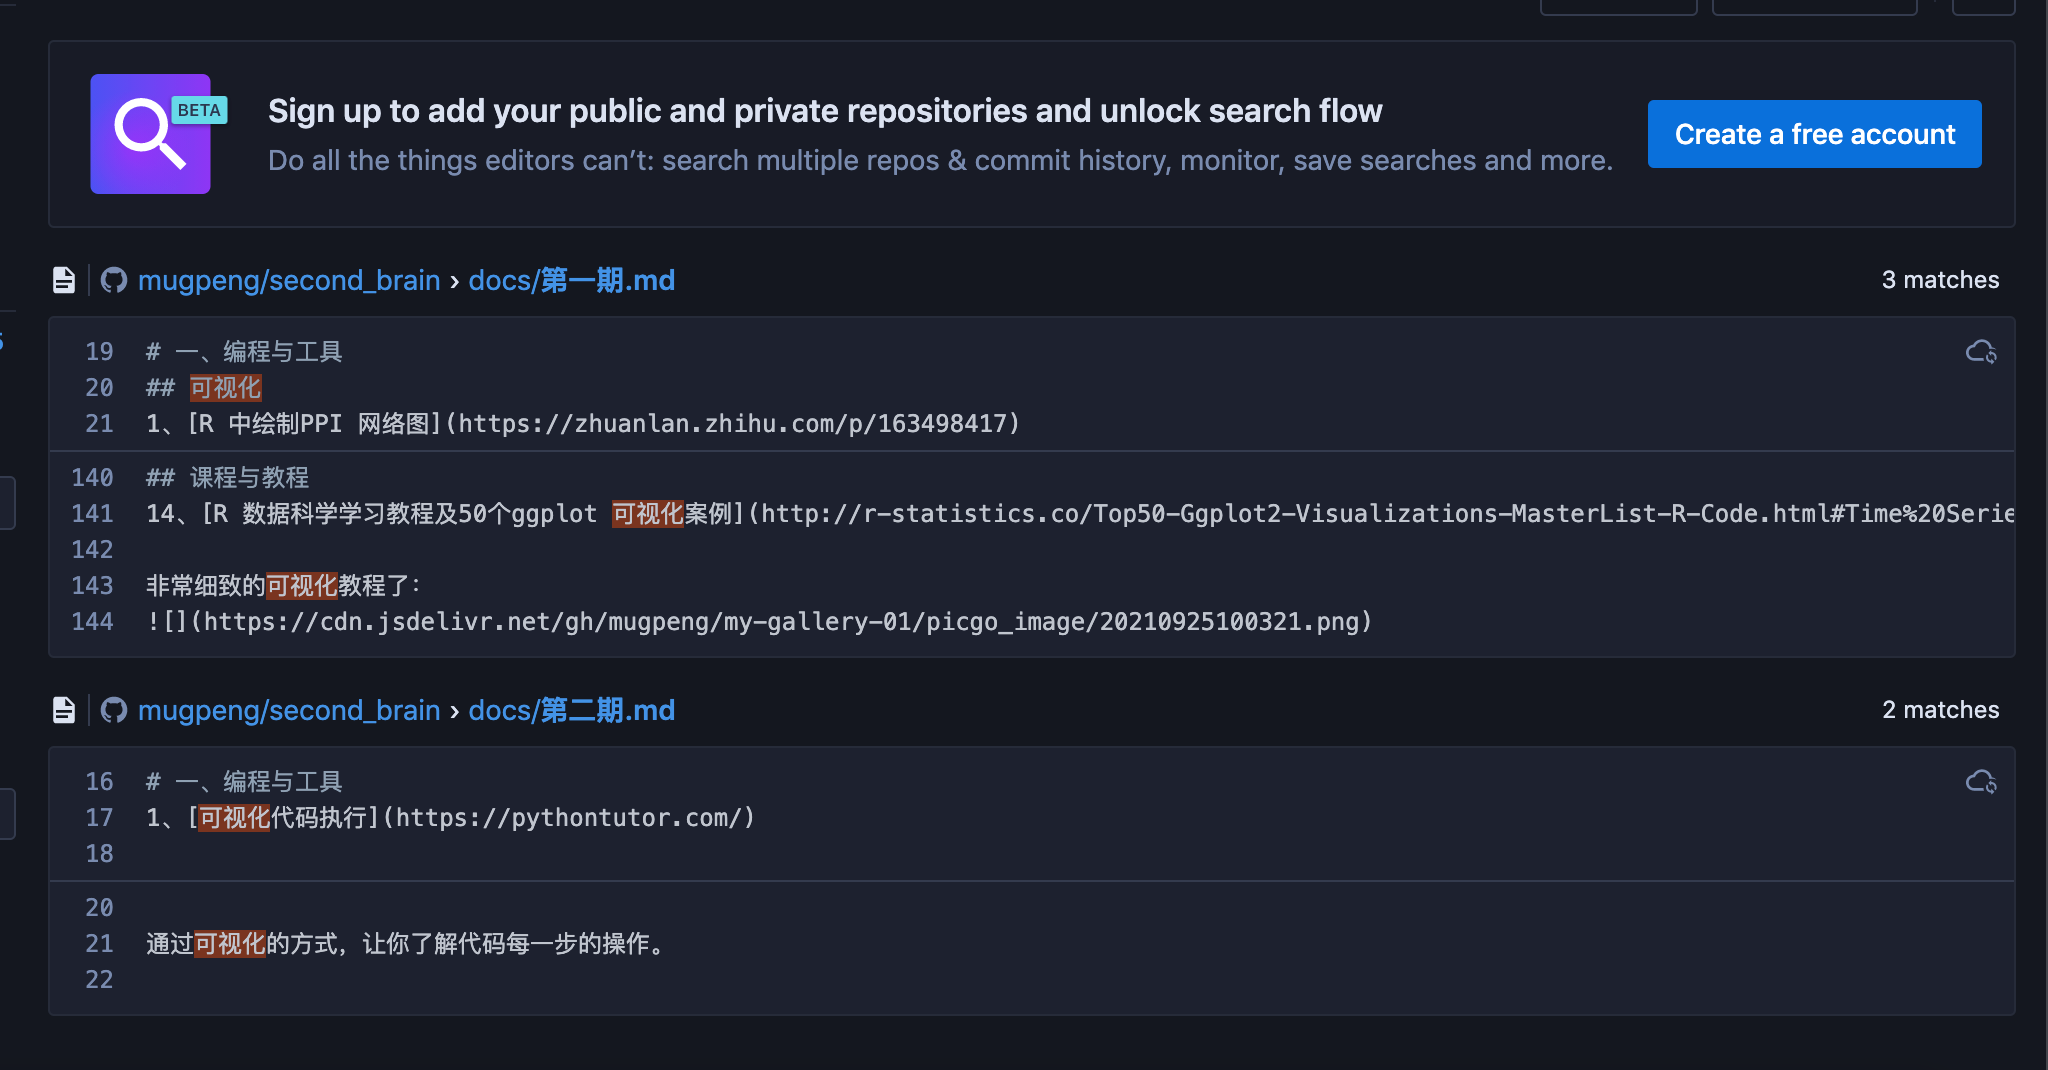 BETA
Sign up to add your public and private repositories and unlock search flow
Do all the things editors can’t: search multiple repos & commit history, monitor, save searches and more.
Create a free account
mugpeng/second_brain › docs/第一期.md
3 matches
19 # 一、编程与工具
20 ## 可视化
21 1、[R 中绘制PPI 网络图](https://zhuanlan.zhihu.com/p/163498417)
140 ## 课程与教程
141 14、[R 数据科学学习教程及50个ggplot 可视化案例](http://r-statistics.co/Top50-Ggplot2-Visualizations-MasterList-R-Code.html#Time%20Serie
142
143 非常细致的可视化教程了：
144 ![](https://cdn.jsdelivr.net/gh/mugpeng/my-gallery-01/picgo_image/20210925100321.png)
mugpeng/second_brain › docs/第二期.md
2 matches
16 # 一、编程与工具
17 1、[可视化代码执行](https://pythontutor.com/)
18
20
21 通过可视化的方式，让你了解代码每一步的操作。
22